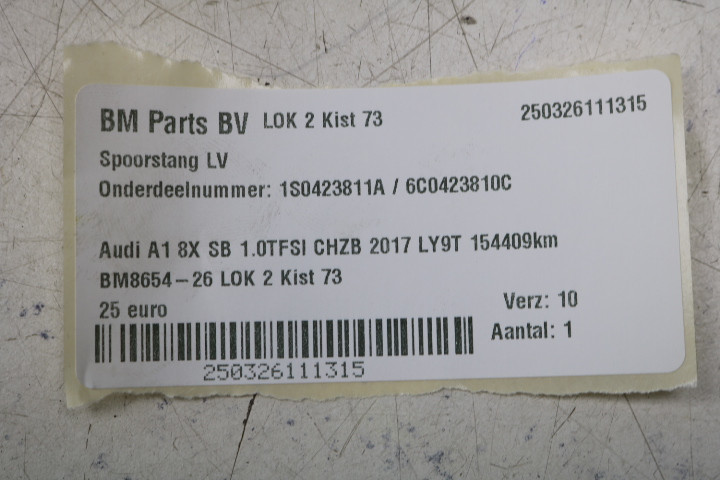 BM Parts BV LOK 2 Kist 73 250326111315
Spoorstang LV
Onderdeelnummer: 1S0423811A / 6C0423810C
Audi A1 8X SB 1.0TFSI CHZB 2017 LY9T 154409km
BM8654-26 LOK 2 Kist 73
25 euro Verz: 10
Aantal: 1
250326111315